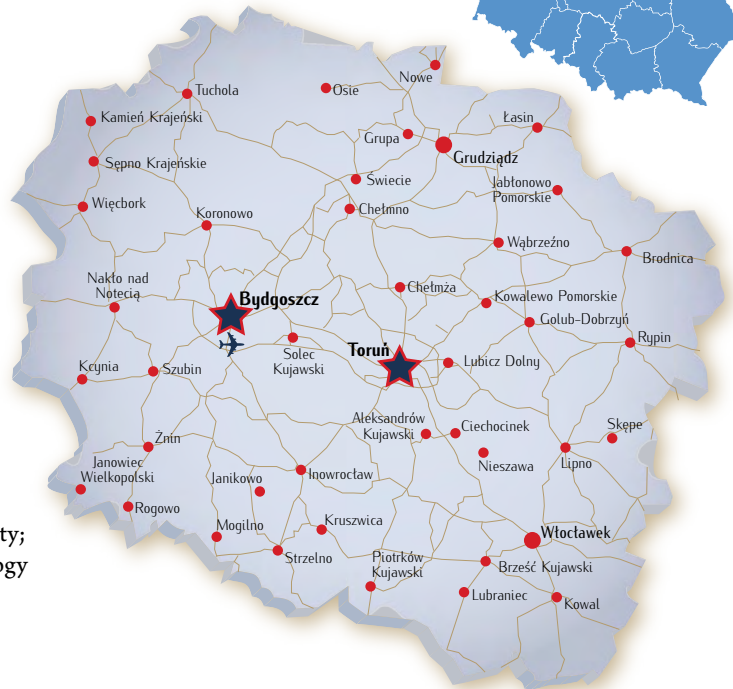 Nowe
Tuchola
Osie
Kamień Krajeński
Łasin
Grupa
Grudziądz
Sępno Krajeńskie
Świecie
Jabłonowo
Pomorskie
Więcbork
Koronowo
Chełmno
Wąbrzeźno
Brodnica
Nakło nad
Notecią
Chełmża
Bydgoszcz
Kowalewo Pomorskie
Golub-Dobrzyń
Rypin
Solec
Kujawski
Toruń
Lubicz Dolny
Kcynia
Szubin
Aleksandrów
Kujawski
Ciechocinek
Skępe
Żnin
Nieszawa
Lipno
Janowiec
Wielkopolski
Janikowo
Inowrocław
Rogowo
Mogilno
Kruszwica
Włocławek
ty;
ogy
Strzelno
Piotrków
Kujawski
Brześć Kujawski
Lubraniec
Kowal